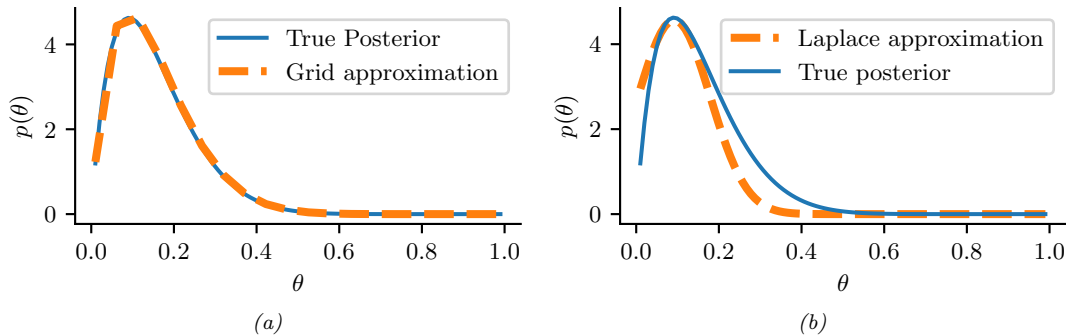 4
2
0
p(θ)
True Posterior
Grid approximation
0.0 0.2 0.4 0.6 0.8 1.0
θ
(a)
4
2
0
p(θ)
Laplace approximation
True posterior
0.0 0.2 0.4 0.6 0.8 1.0
θ
(b)